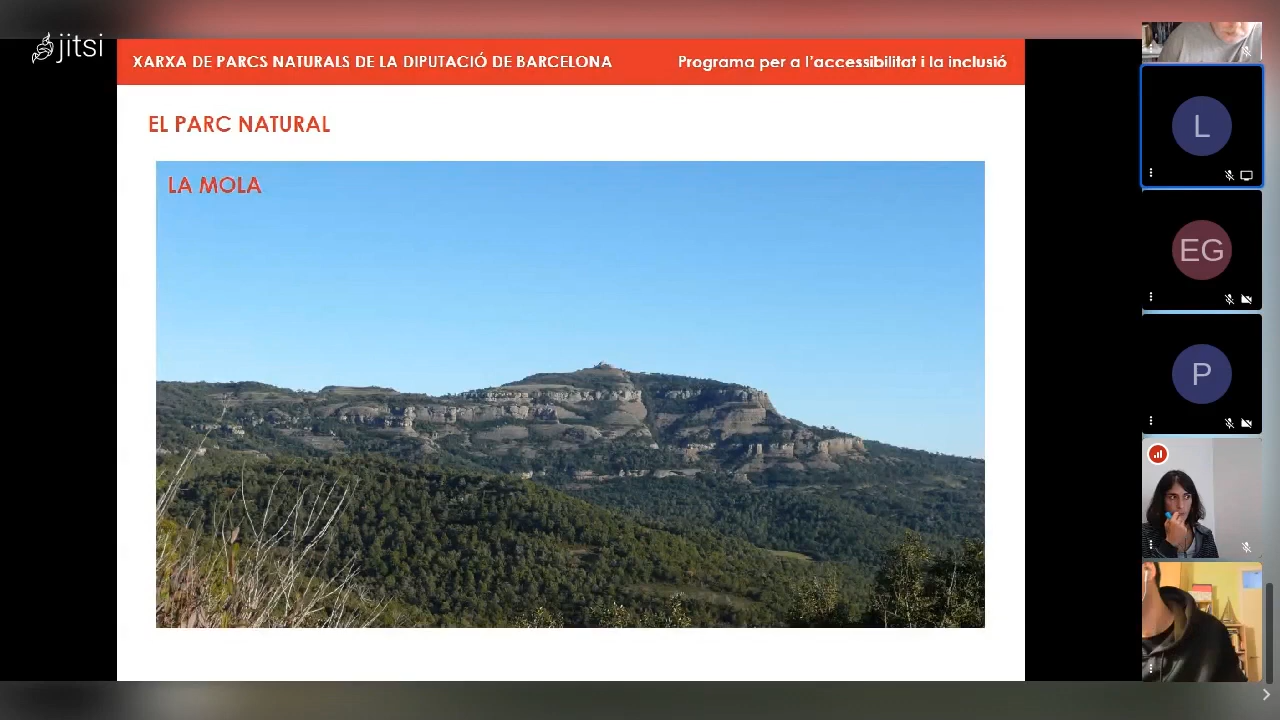 jitsi
XARXA DE PARCS NATURALS DE LA DIPUTACIÓ DE BARCELONA Programa per a l'accessibilitat i la inclusió
EL PARC NATURAL
LA MOLA
L
EG
P